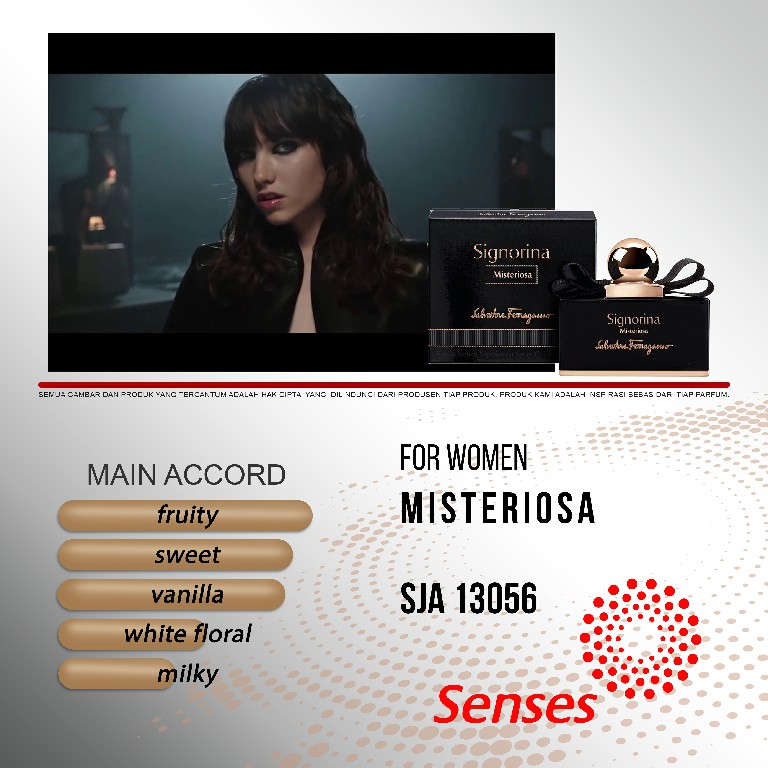 Signorina
Misteriosa
Salvatore Ferragamo
Signorina
Misteriosa
Salvatore Ferragamo
SEMUA GAMBAR DAN PRODUK YANG TERCANTUM ADALAH HAK CIPTA YANG DILINDUNGI DARI PRODUSEN TIAP PRODUK. PRODUK KAMI ADALAH INSPIRASI BEBAS DARI TIAP PARFUM.
MAIN ACCORD
fruity
sweet
vanilla
white floral
milky
FOR WOMEN
MISTERIOSA
SJA 13056
Senses